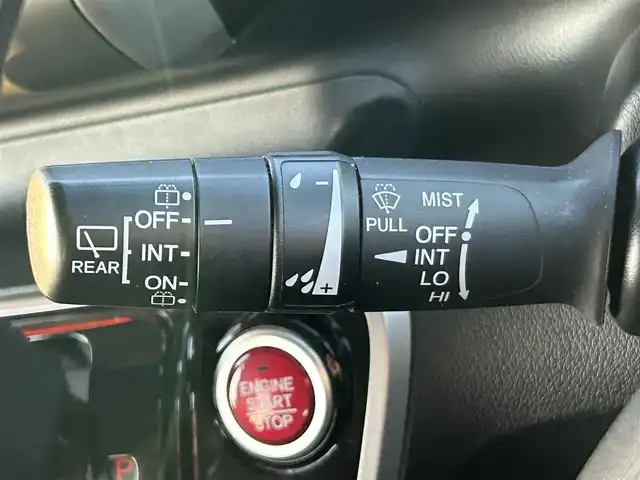 OFF
INT
REAR
ON
- +
PULL
MIST
OFF
INT
LO
HI
ENGINE
START
STOP
P